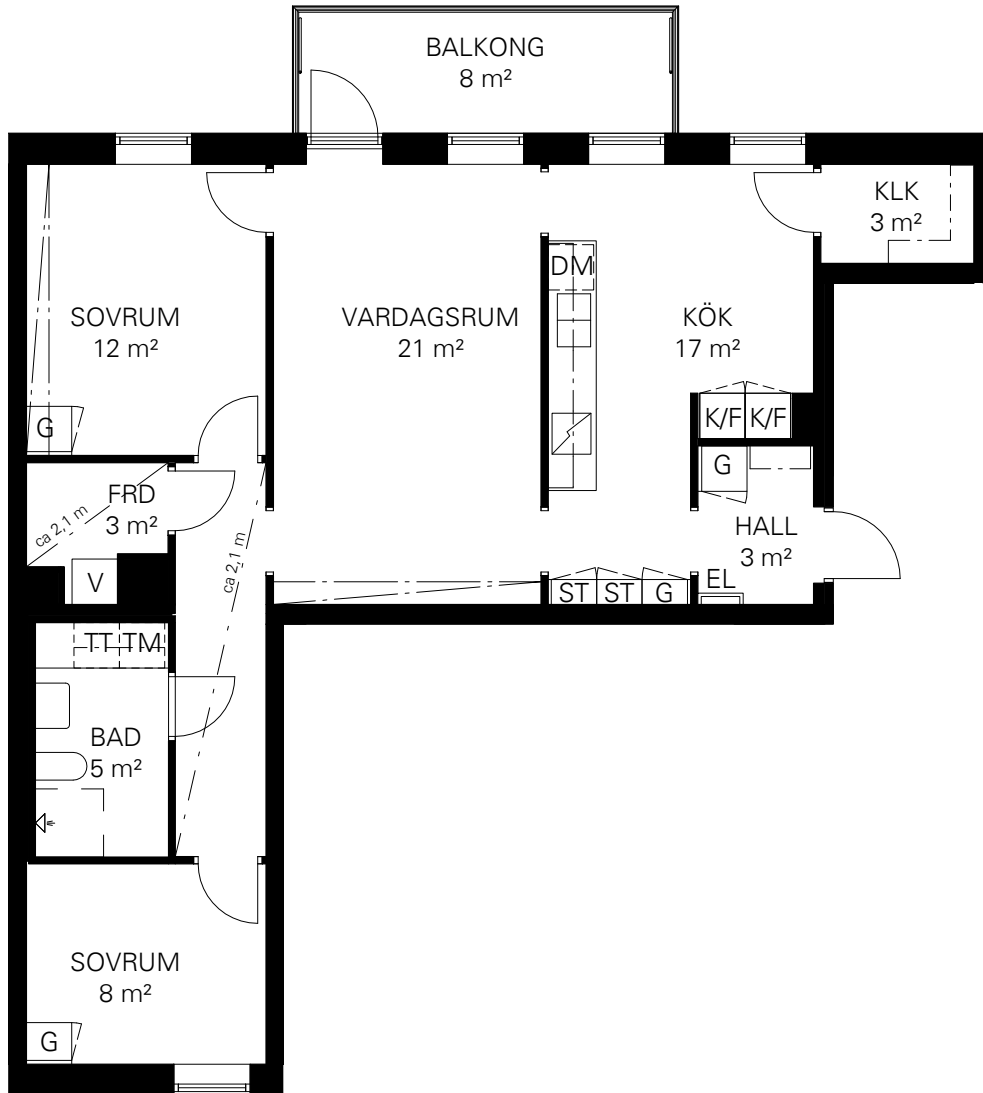 BALKONG
8 m²
KLK
3 m²
SOVRUM
12 m²
VARDAGSRUM
21 m²
DM
KÖK
17 m²
G
K/F K/F
G
FRD
3 m²
ca 2,1 m
ca 2,1 m
V
HALL
3 m²
EL
ST ST G
TT TM
BAD
5 m²
SOVRUM
8 m²
G